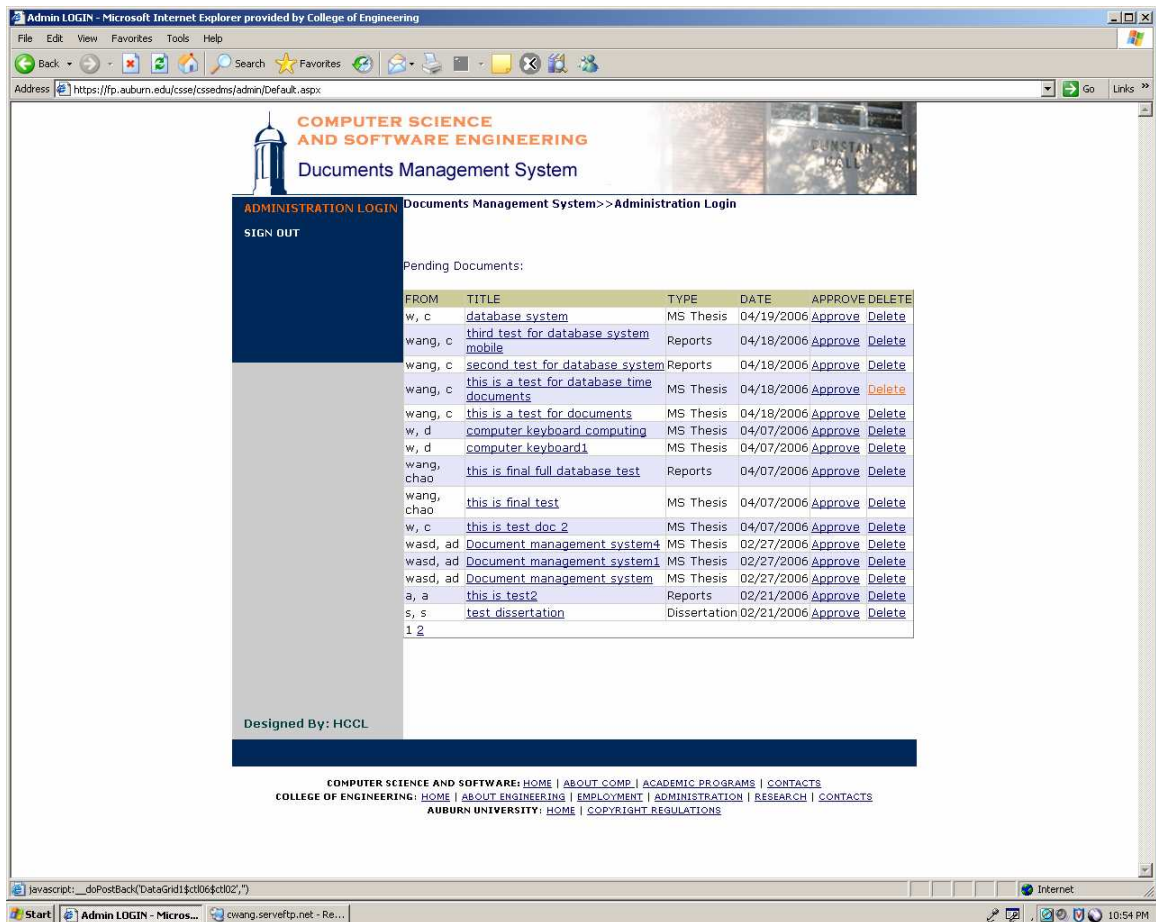 Admin LOGIN - Microsoft Internet Explorer provided by College of Engineering
File Edit View Favorites Tools Help
Back Search Favorites
Address https://fp.auburn.edu/csse/cssedms/admin/Default.aspx Go Links »
COMPUTER SCIENCE
AND SOFTWARE ENGINEERING
DUNSTAN
HALL
Ducuments Management System
ADMINISTRATION LOGIN
SIGN OUT
Documents Management System>>Administration Login
Pending Documents:
FROM TITLE TYPE DATE APPROVE DELETE
w, c database system MS Thesis 04/19/2006 Approve Delete
wang, c third test for database system
mobile Reports 04/18/2006 Approve Delete
wang, c second test for database system Reports 04/18/2006 Approve Delete
wang, c this is a test for database time
documents MS Thesis 04/18/2006 Approve Delete
wang, c this is a test for documents MS Thesis 04/18/2006 Approve Delete
w, d computer keyboard computing MS Thesis 04/07/2006 Approve Delete
w, d computer keyboard1 MS Thesis 04/07/2006 Approve Delete
wang,
chao this is final full database test Reports 04/07/2006 Approve Delete
wang,
chao this is final test MS Thesis 04/07/2006 Approve Delete
w, c this is test doc 2 MS Thesis 04/07/2006 Approve Delete
wasd, ad Document management system4 MS Thesis 02/27/2006 Approve Delete
wasd, ad Document management system1 MS Thesis 02/27/2006 Approve Delete
wasd, ad Document management system MS Thesis 02/27/2006 Approve Delete
a, a this is test2 Reports 02/21/2006 Approve Delete
s, s test dissertation Dissertation 02/21/2006 Approve Delete
1 2
Designed By: HCCL
COMPUTER SCIENCE AND SOFTWARE: HOME | ABOUT COMP | ACADEMIC PROGRAMS | CONTACTS
COLLEGE OF ENGINEERING: HOME | ABOUT ENGINEERING | EMPLOYMENT | ADMINISTRATION | RESEARCH | CONTACTS
AUBURN UNIVERSITY: HOME | COPYRIGHT REGULATIONS
javascript:__doPostBack('DataGrid1$ctl06$ctl02','') Internet
Start Admin LOGIN - Micros... cwang.serveftp.net - Re... 10:54 PM